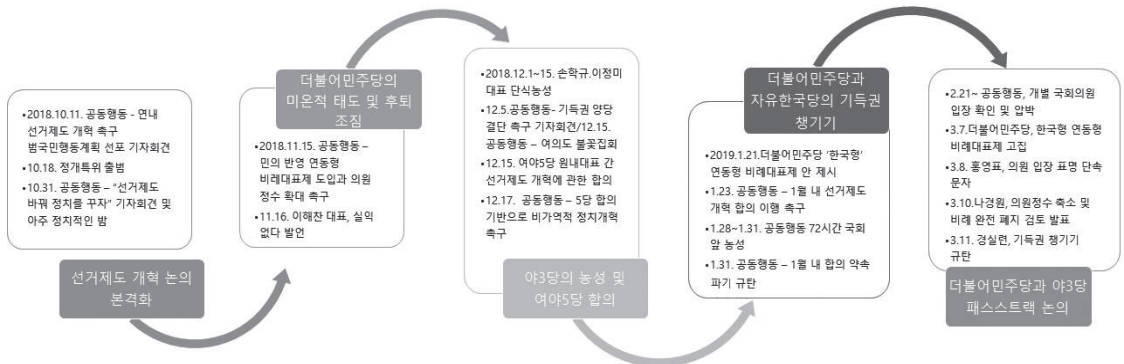 •2018.10.11. 공동행동 - 연내
선거제도 개혁 촉구
범국민행동계획 선포 기자회견
•10.18. 정개특위 출범
•10.31. 공동행동 – "선거제도
바꿔 정치를 꾸자" 기자회견 및
아주 정치적인 밤
선거제도 개혁 논의
본격화
더불어민주당의
미온적 태도 및 후퇴
조짐
•2018.11.15. 공동행동 –
민의 반영 연동형
비례대표제 도입과 의원
정수 확대 촉구
•11.16. 이해찬 대표, 실익
없다 발언
•2018.12.1~15. 손학규.이정미
대표 단식농성
•12.5.공동행동- 기득권 양당
결단 촉구 기자회견/12.15.
공동행동 – 여의도 불꽃집회
•12.15. 여야5당 원내대표 간
선거제도 개혁에 관한 합의
•12.17. 공동행동 – 5당 합의
기반으로 비가역적 정치개혁
촉구
야3당의 농성 및
여야5당 합의
더불어민주당과
자유한국당의 기득권
챙기기
•2019.1.21.더불어민주당 '한국형'
연동형 비례대표제 안 제시
•1.23. 공동행동 – 1월 내 선거제도
개혁 합의 이행 촉구
•1.28~1.31. 공동행동 72시간 국회
앞 농성
•1.31. 공동행동 – 1월 내 합의 약속
파기 규탄
•2.21~ 공동행동, 개별 국회의원
입장 확인 및 압박
•3.7.더불어민주당, 한국형 연동형
비례대표제 고집
•3.8. 홍영표, 의원 입장 표명 단속
문자
•3.10.나경원, 의원정수 축소 및
비례 완전 폐지 검토 발표
•3.11. 경실련, 기득권 챙기기
규탄
더불어민주당과 야3당
패스스트랙 논의